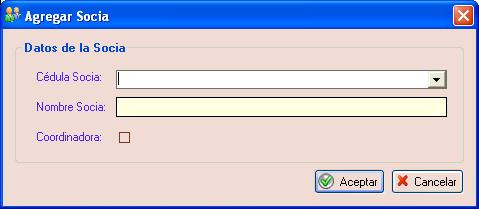 Agregar Socia
Datos de la Socia
Cédula Socia:
Nombre Socia:
Coordinadora:
Aceptar Cancelar